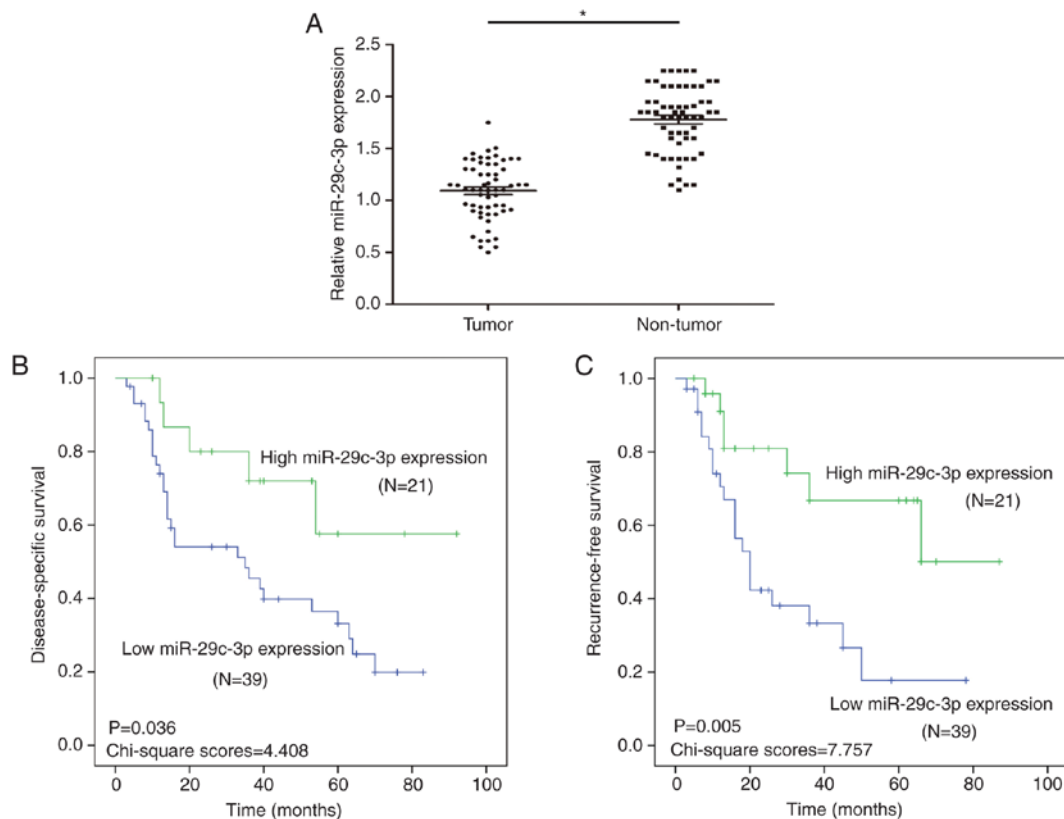 A
*
Relative miR-29c-3p expression
2.5
2.0
1.5
1.0
0.5
0.0
Tumor Non-tumor
B
Disease-specific survival
1.0
0.8
0.6
0.4
0.2
0.0
High miR-29c-3p expression
(N=21)
Low miR-29c-3p expression
(N=39)
P=0.036
Chi-square scores=4.408
0 20 40 60 80 100
Time (months)
C
Recurrence-free survival
1.0
0.8
0.6
0.4
0.2
0.0
High miR-29c-3p expression
(N=21)
Low miR-29c-3p expression
(N=39)
P=0.005
Chi-square scores=7.757
0 20 40 60 80 100
Time (months)